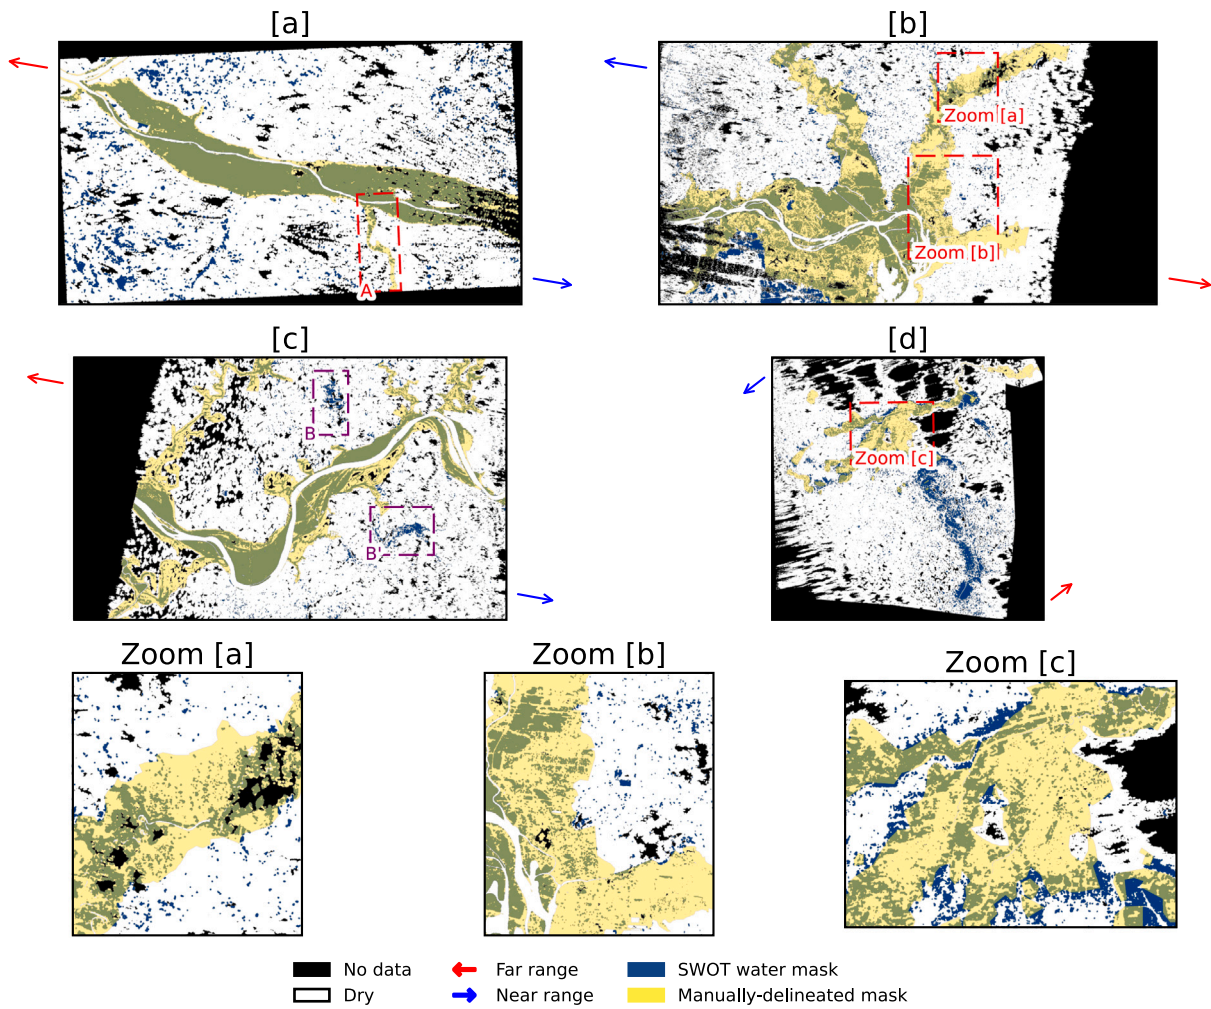 [a]
[b]
Zoom [a]
Zoom [b]
A
[c]
[d]
B
B'
Zoom [c]
Zoom [a]
Zoom [b]
Zoom [c]
No data
Far range
SWOT water mask
Dry
Near range
Manually-delineated mask